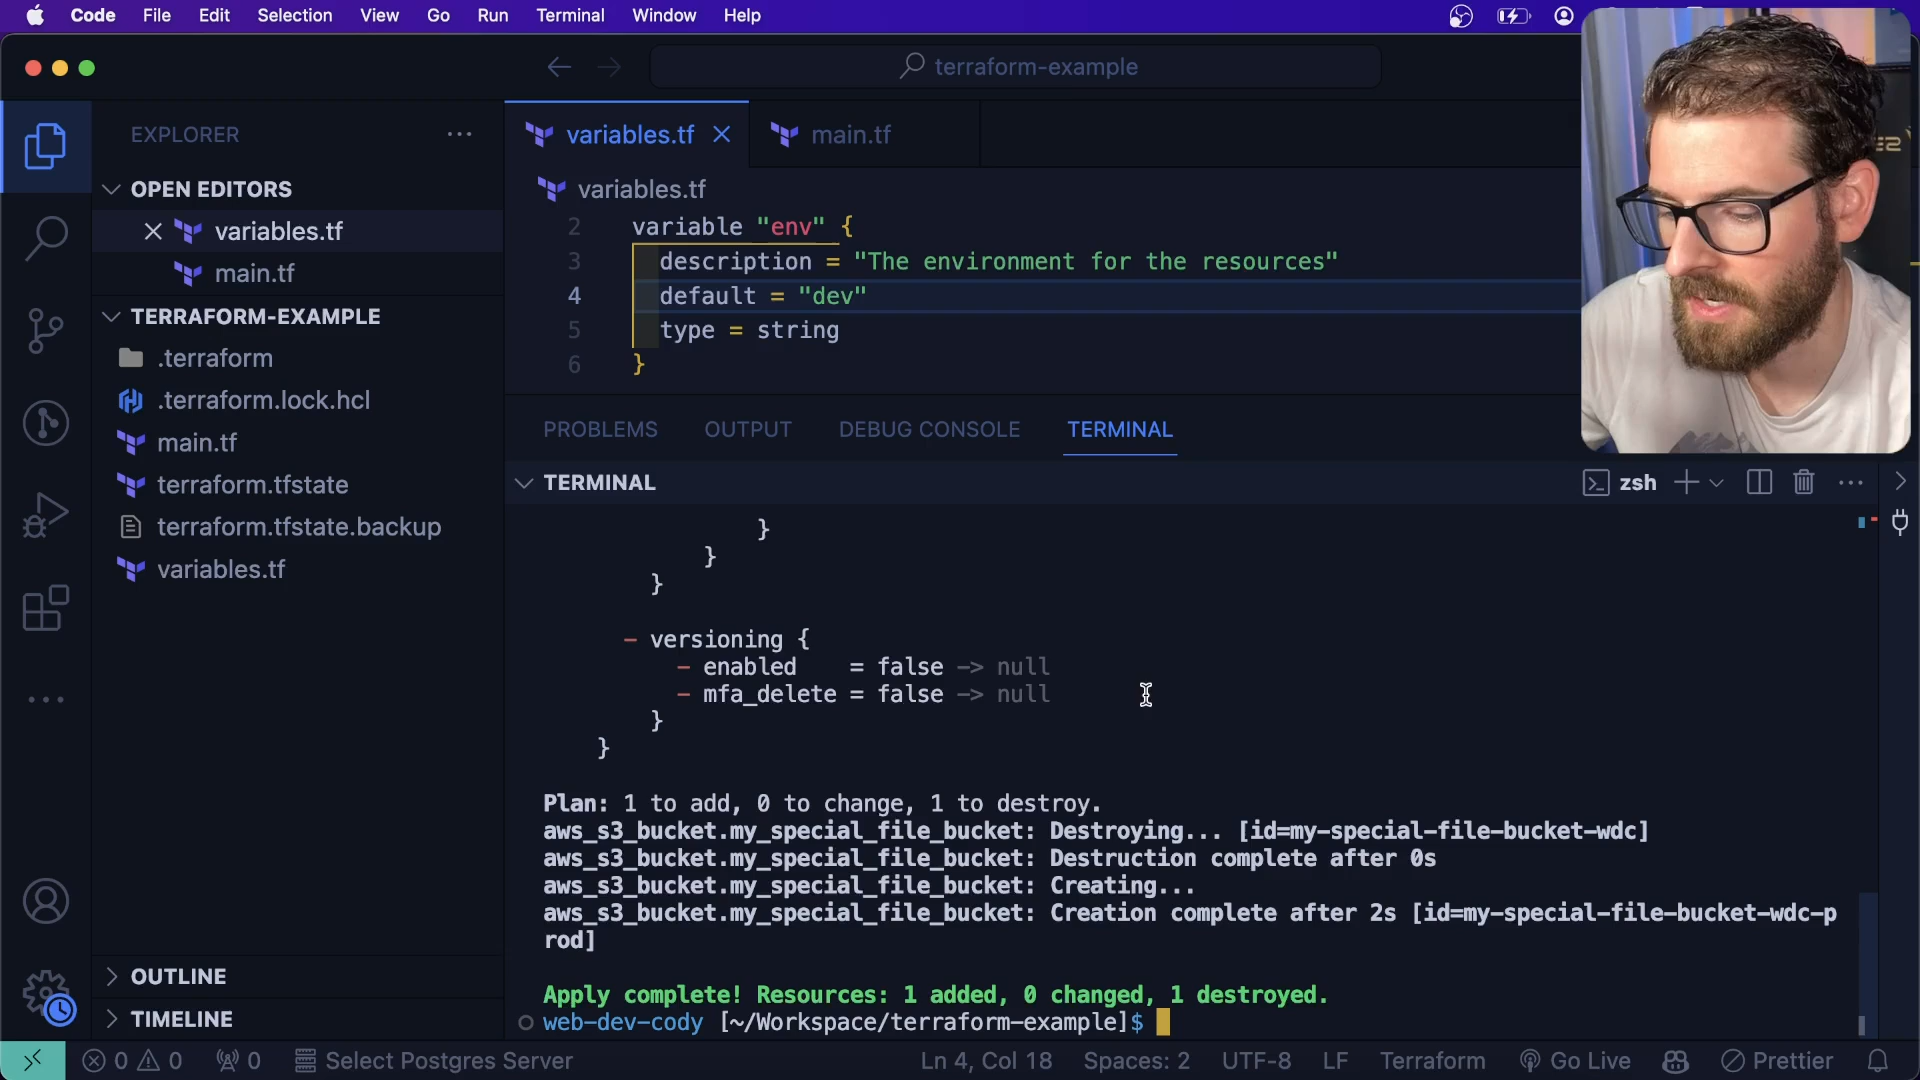 Code File Edit Selection View Go Run Terminal Window Help
terraform-example
EXPLORER
OPEN EDITORS
variables.tf
main.tf
TERRAFORM-EXAMPLE
.terraform
.terraform.lock.hcl
main.tf
terraform.tfstate
terraform.tfstate.backup
variables.tf
OUTLINE
TIMELINE
variables.tf main.tf
variables.tf
2 variable "env" {
3 description = "The environment for the resources"
4 default = "dev"
5 type = string
6 }
PROBLEMS OUTPUT DEBUG CONSOLE TERMINAL
TERMINAL zsh
}
}
}
- versioning {
- enabled = false -> null
- mfa_delete = false -> null
}
}
Plan: 1 to add, 0 to change, 1 to destroy.
aws_s3_bucket.my_special_file_bucket: Destroying... [id=my-special-file-bucket-wdc]
aws_s3_bucket.my_special_file_bucket: Destruction complete after 0s
aws_s3_bucket.my_special_file_bucket: Creating...
aws_s3_bucket.my_special_file_bucket: Creation complete after 2s [id=my-special-file-bucket-wdc-p
rod]
Apply complete! Resources: 1 added, 0 changed, 1 destroyed.
web-dev-cody [~/Workspace/terraform-example]$
0 0 0 Select Postgres Server Ln 4, Col 18 Spaces: 2 UTF-8 LF Terraform Go Live Prettier